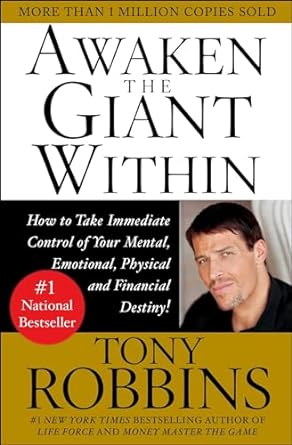 MORE THAN 1 MILLION COPIES SOLD
AWAKEN
THE
GIANT
WITHIN
How to Take Immediate
Control of Your Mental,
Emotional, Physical
and Financial
Destiny!
#1
National
Bestseller
TONY
ROBBINS
#1 NEW YORK TIMES BESTSELLING AUTHOR OF
LIFE FORCE AND MONEY MASTER THE GAME